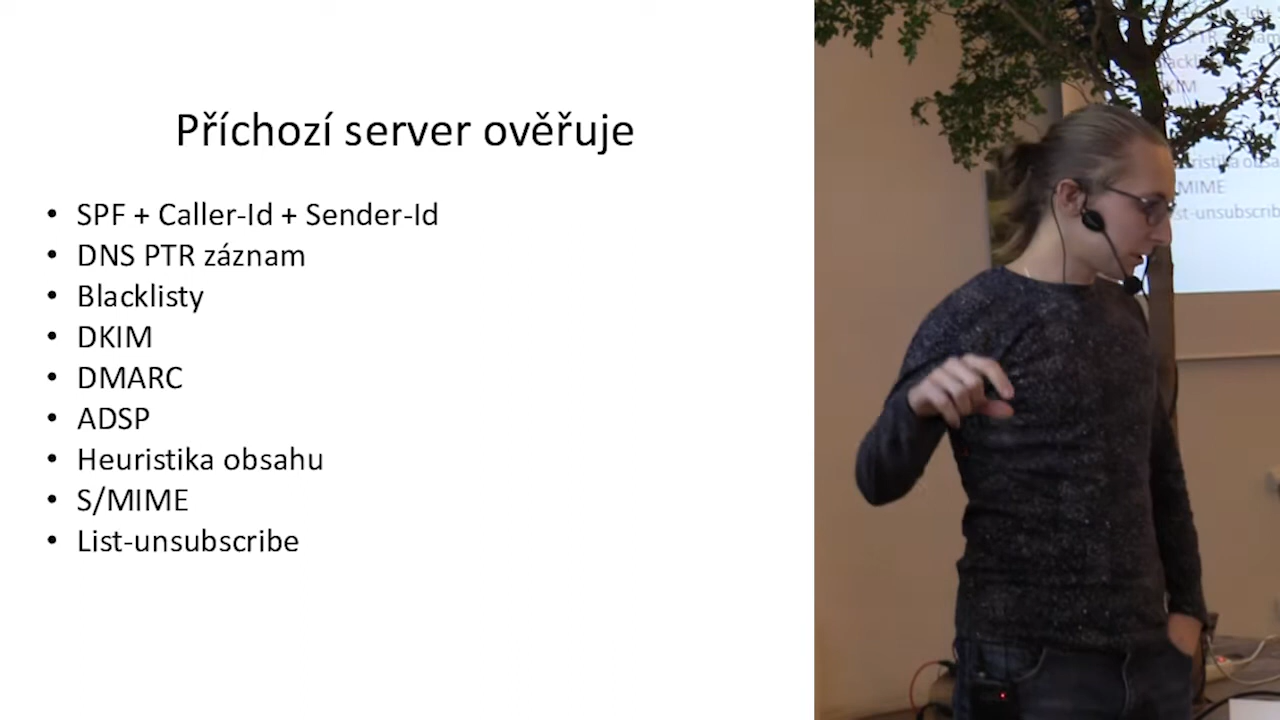 Příchozí server ověřuje
• SPF + Caller-Id + Sender-Id
• DNS PTR záznam
• Blacklisty
• DKIM
• DMARC
• ADSP
• Heuristika obsahu
• S/MIME
• List-unsubscribe
MIME